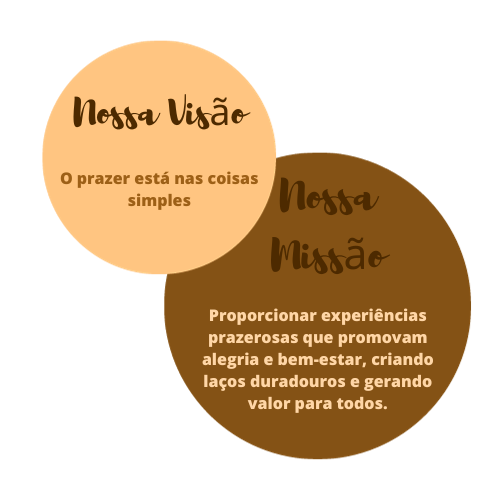 Nossa Visão
O prazer está nas coisas
simples
Nossa
Missão
Proporcionar experiências
prazerosas que promovam
alegria e bem-estar, criando
laços duradouros e gerando
valor para todos.